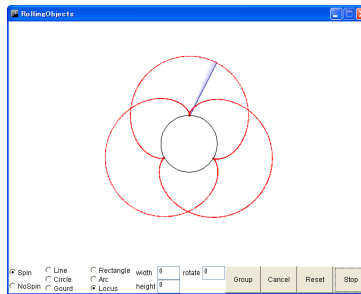 RollingObjects
Spin Line Rectangle width 0 rotate 0
NoSpin Circle Arc height 0
Gourd Locus
Group Cancel Reset Stop